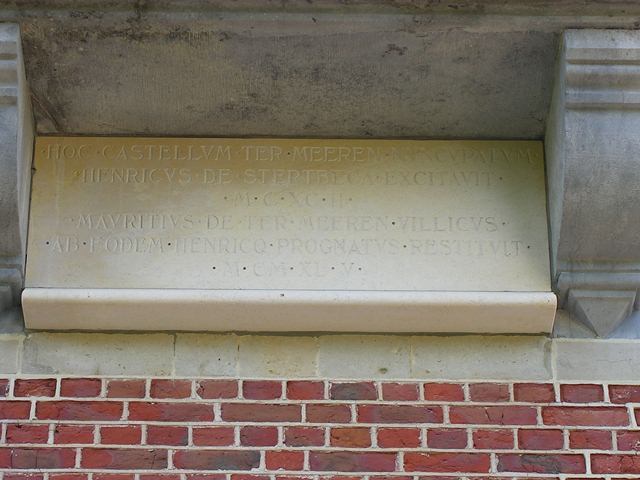 ·HOC·CASTELLVM·TER·MEEREN·NVNCVPATVM·
·HENRICVS·DE·STERTBECA·EXCITAVIT·
·M·C·XC·II·
·MAVRITIVS·DE·TER·MEEREN·VILLICVS·
·AB·EODEM·HENRICO·PROGNATVS·RESTITVIT·
·M·CM·XL·V·